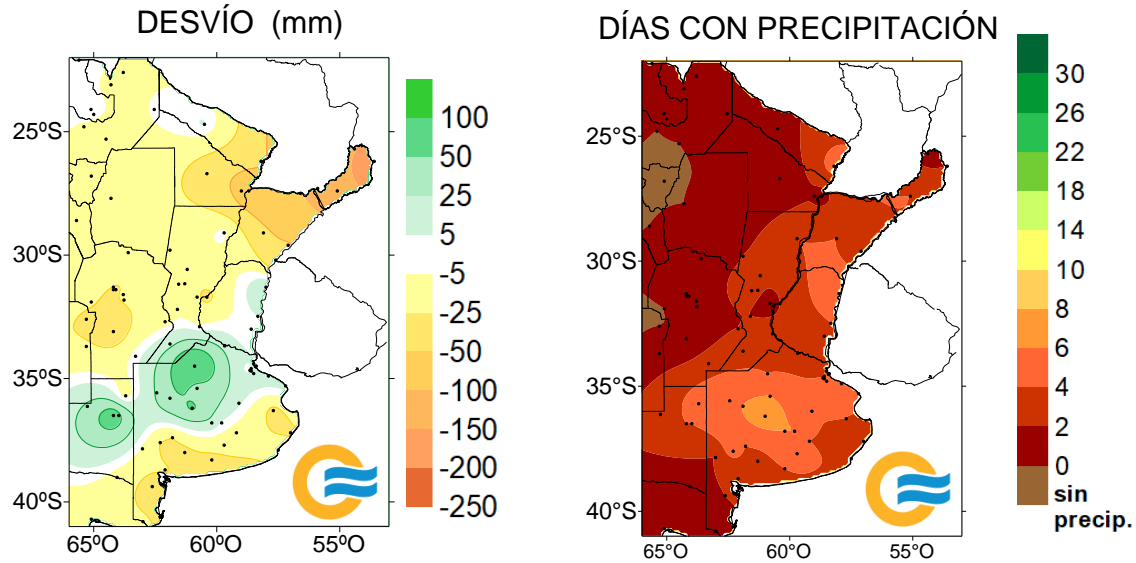 DESVÍO (mm)
100
50
25
5
-5
-25
-50
-100
-150
-200
-250
25ºS
30ºS
35ºS
40ºS
65ºO
60ºO
55ºO
DÍAS CON PRECIPITACIÓN
30
26
22
18
14
10
8
6
4
2
0
sin
precip.
25ºS
30ºS
35ºS
40ºS
65ºO
60ºO
55ºO